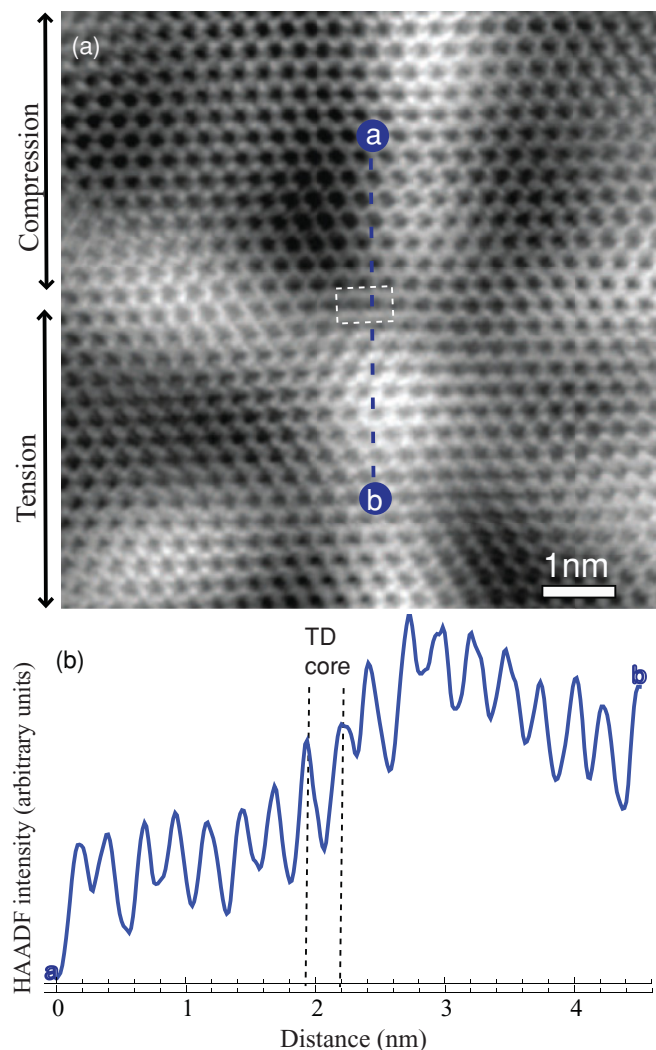 (a)
Compression
a
Tension
b
1nm
(b)
TD
core
b
HAADF intensity (arbitrary units)
a
0 1 2 3 4
Distance (nm)